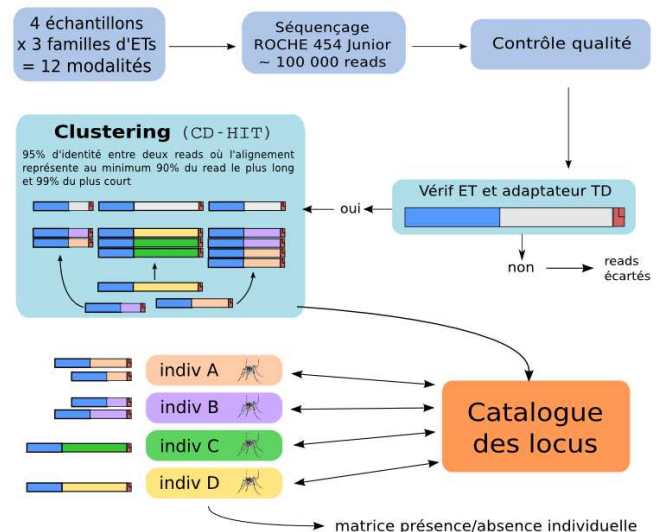 4 échantillons
x 3 familles d'ETs
= 12 modalités
Séquençage
ROCHE 454 Junior
~ 100 000 reads
Contrôle qualité
Clustering (CD-HIT)
95% d'identité entre deux reads où l'alignement
représente au minimum 90% du read le plus long
et 99% du plus court
Vérif ET et adaptateur TD
oui
non
reads
écartés
indiv A
indiv B
indiv C
indiv D
Catalogue
des locus
matrice présence/absence individuelle